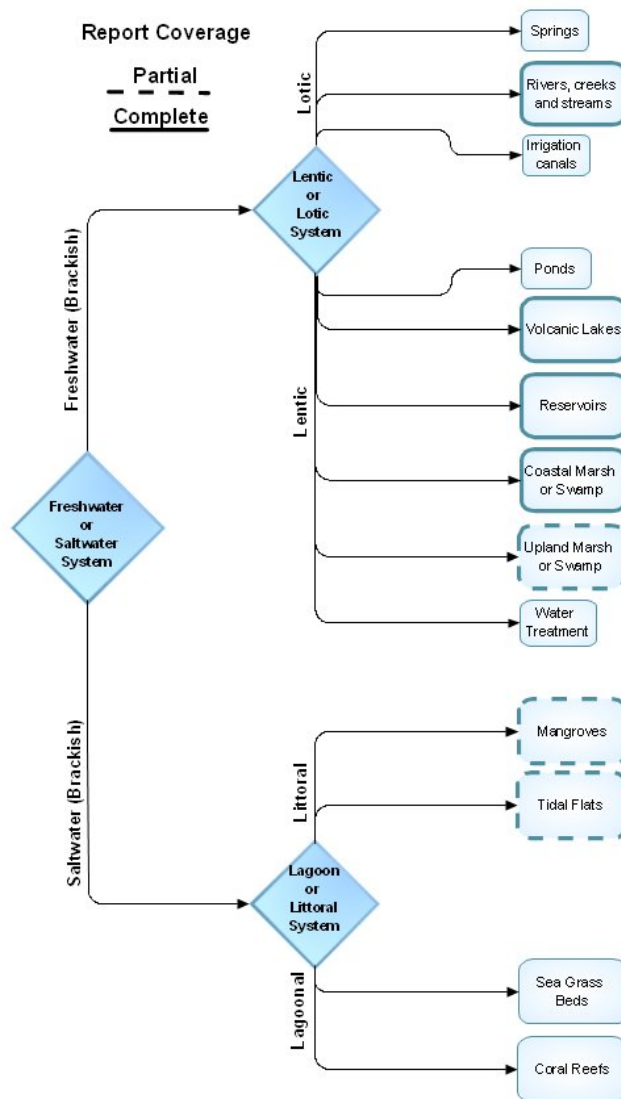 Report Coverage
Partial
Complete
Springs
Rivers, creeks
and streams
Irrigation
canals
Lotic
Lentic
or
Lotic
System
Ponds
Volcanic Lakes
Reservoirs
Coastal Marsh
or Swamp
Upland Marsh
or Swamp
Water
Treatment
Lentic
Freshwater (Brackish)
Freshwater
or
Saltwater
System
Saltwater (Brackish)
Mangroves
Tidal Flats
Littoral
Lagoon
or
Littoral
System
Lagoonal
Sea Grass
Beds
Coral Reefs